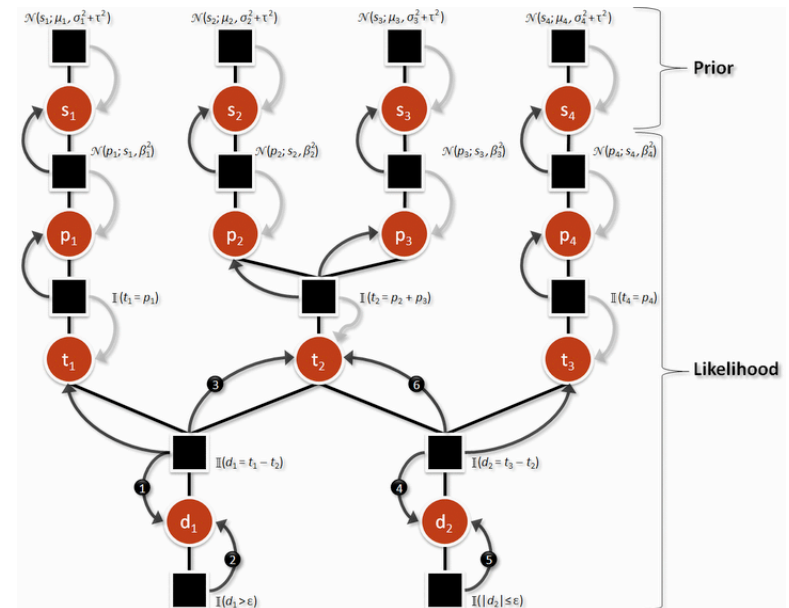 𝒩(s₁; μ₁, σ₁²+τ²)
𝒩(s₂; μ₂, σ₂²+τ²)
𝒩(s₃; μ₃, σ₃²+τ²)
𝒩(s₄; μ₄, σ₄²+τ²)
Prior
s₁
s₂
s₃
s₄
𝒩(p₁; s₁, β₁²)
𝒩(p₂; s₂, β₂²)
𝒩(p₃; s₃, β₃²)
𝒩(p₄; s₄, β₄²)
p₁
p₂
p₃
p₄
𝕀(t₁ = p₁)
𝕀(t₂ = p₂ + p₃)
𝕀(t₄ = p₄)
t₁
t₂
t₃
Likelihood
3
6
𝕀(d₁ = t₁ − t₂)
𝕀(d₂ = t₃ − t₂)
1
4
d₁
d₂
2
5
𝕀(d₁ > ε)
𝕀(|d₂| ≤ ε)